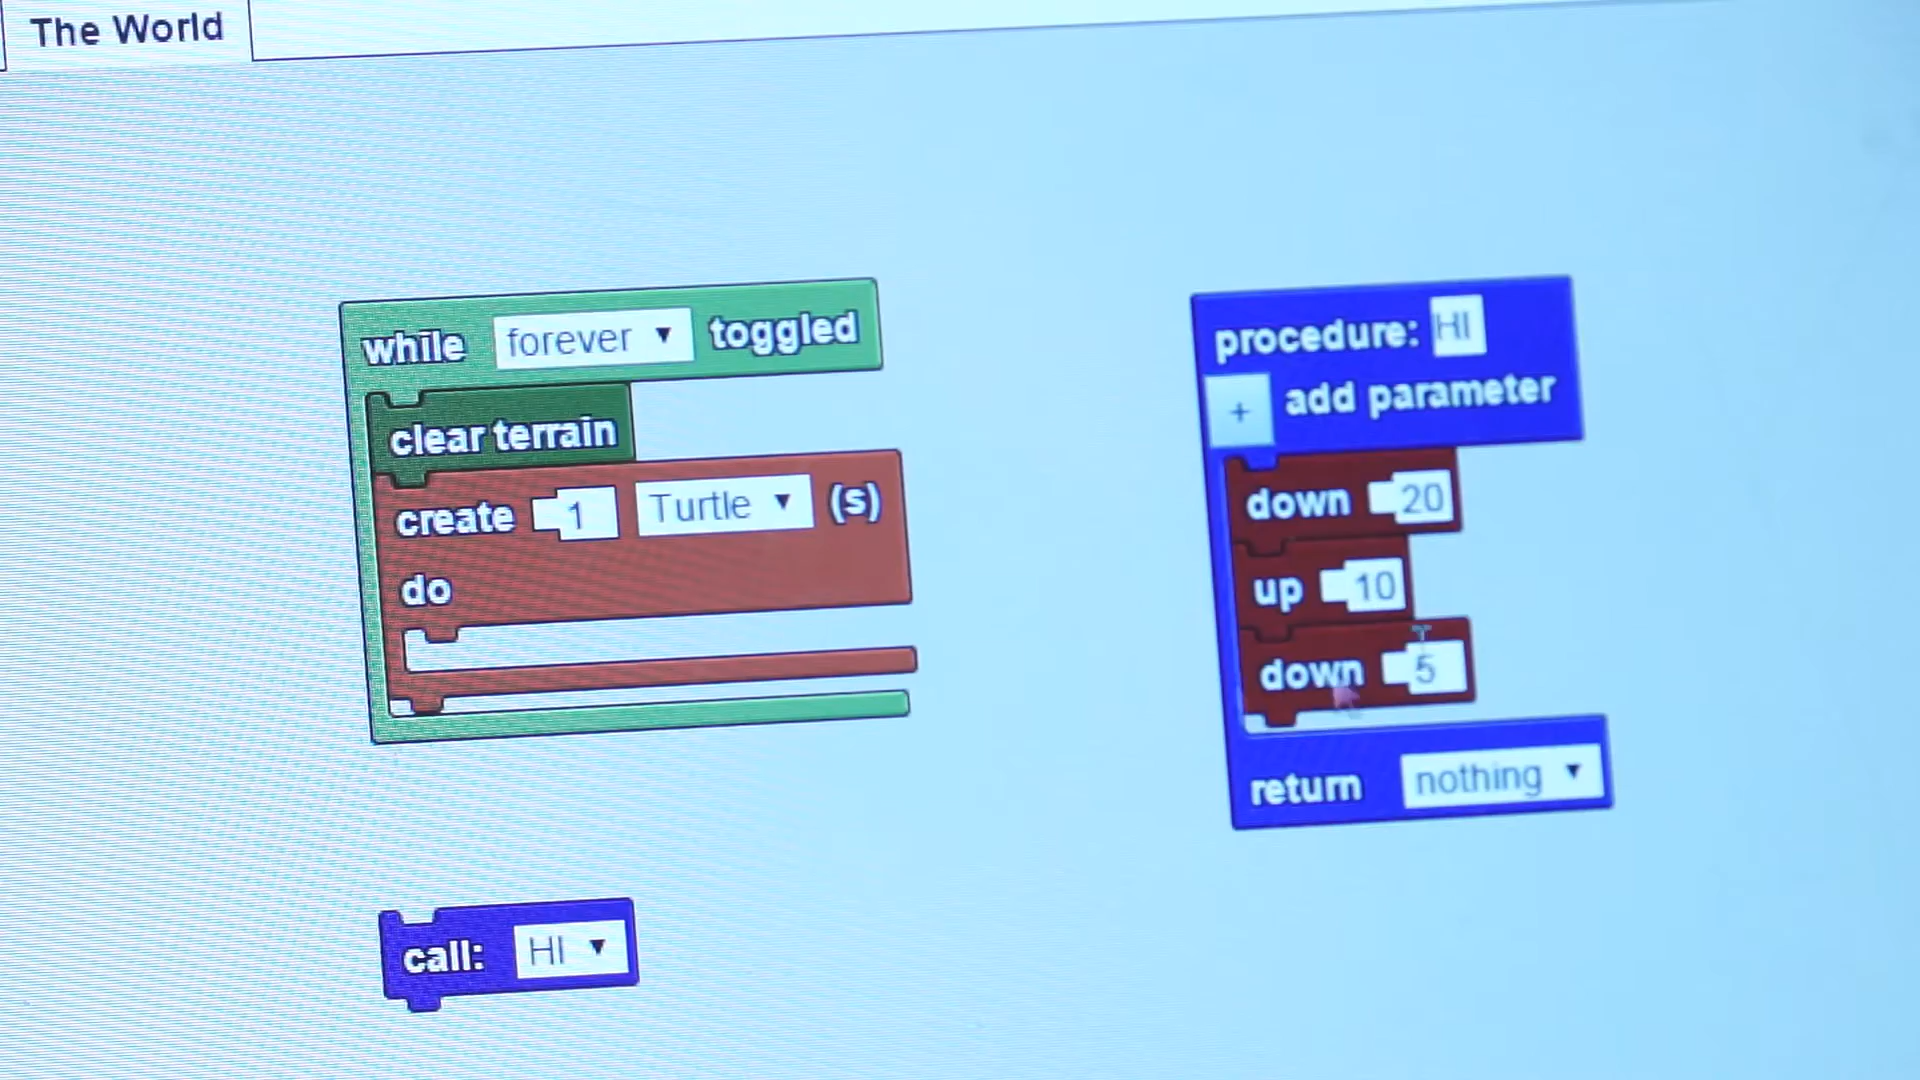 The World
while forever toggled
clear terrain
create 1 Turtle (s)
do
call: HI
procedure: HI
+ add parameter
down 20
up 10
down 5
return nothing